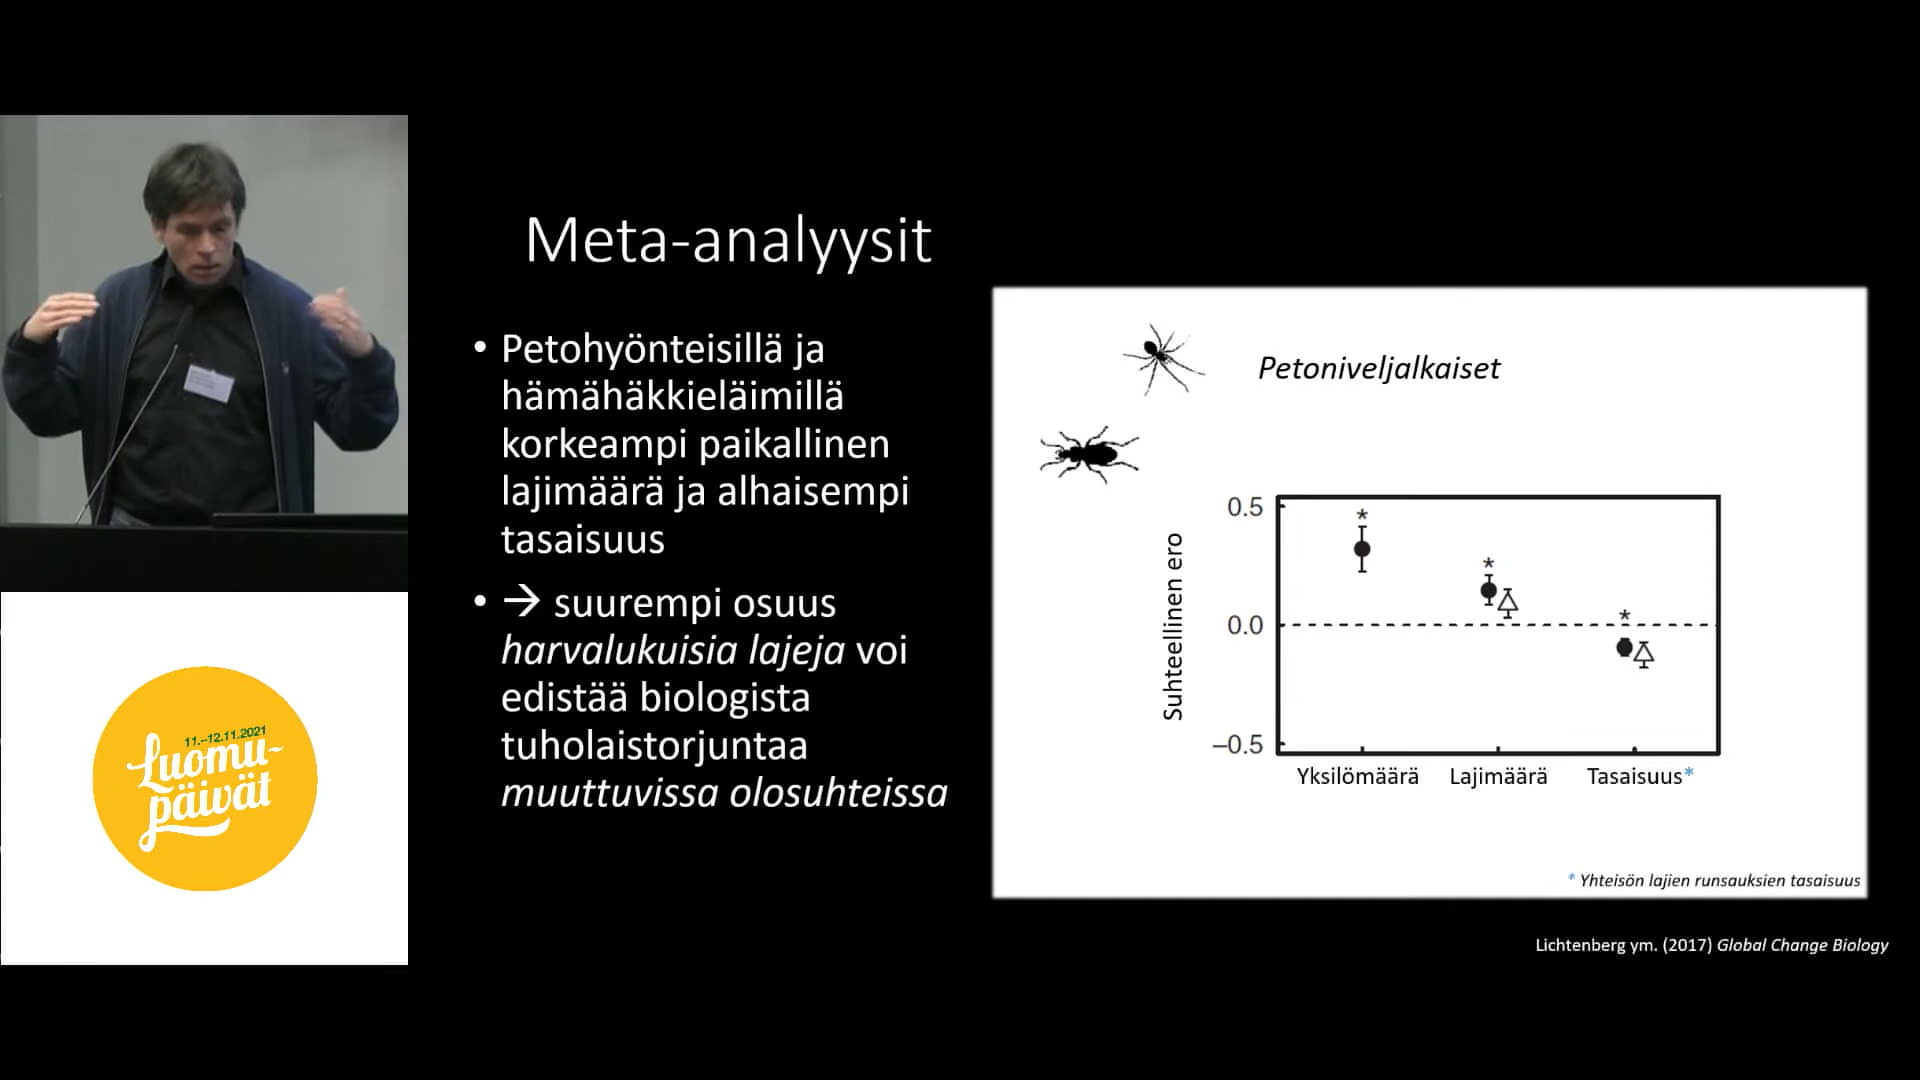 Meta-analyysit
• Petohyönteisillä ja
hämähäkkieläimillä
korkeampi paikallinen
lajimäärä ja alhaisempi
tasaisuus
• → suurempi osuus
harvalukuisia lajeja voi
edistää biologista
tuholaistorjuntaa
muuttuvissa olosuhteissa
Petoniveljalkaiset
Suhteellinen ero
0.5
0.0
–0.5
*
*
*
Yksilömäärä Lajimäärä Tasaisuus*
* Yhteisön lajien runsauksien tasaisuus
Lichtenberg ym. (2017) Global Change Biology
11.–12.11.2021
Luomu-
päivät